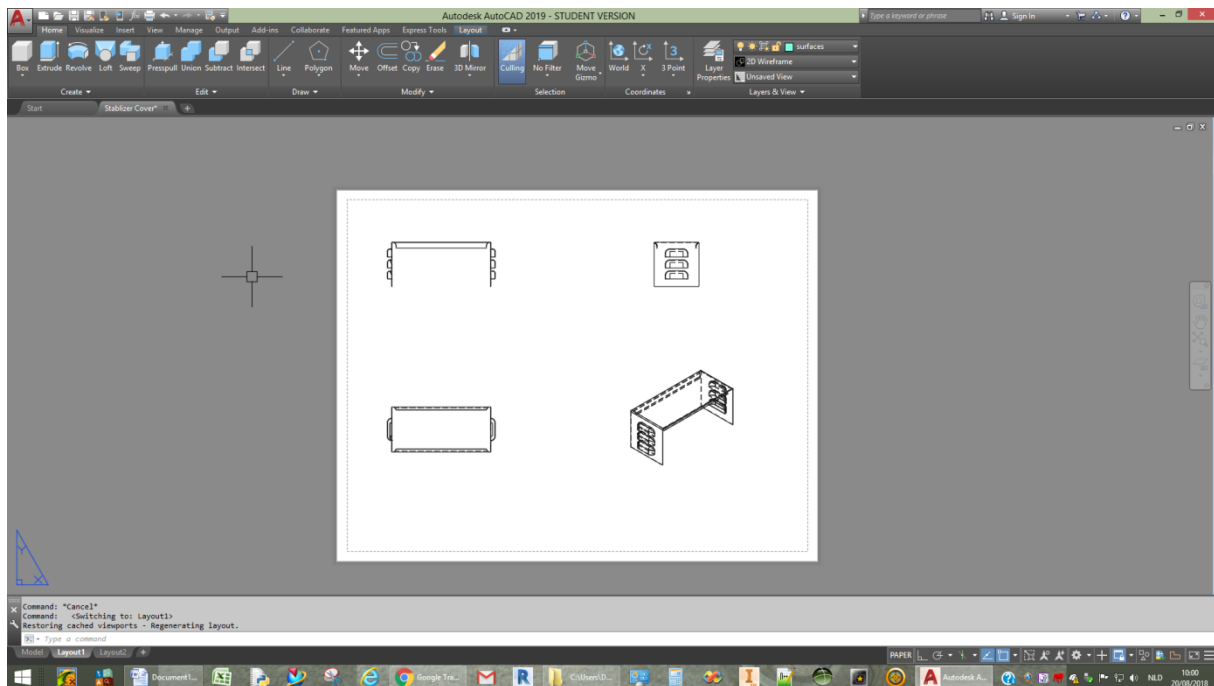 Autodesk AutoCAD 2019 - STUDENT VERSION
Type a keyword or phrase
Sign In
Home Visualize Insert View Manage Output Add-ins Collaborate Featured Apps Express Tools Layout
Box Extrude Revolve Loft Sweep Presspull Union Subtract Intersect Line Polygon Move Offset Copy Erase 3D Mirror Culling No Filter Move Gizmo World X 3 Point Layer Properties
surfaces
2D Wireframe
Unsaved View
Create Edit Draw Modify Selection Coordinates Layers & View
Start Stablizer Cover*
Y
X
Command: *Cancel*
Command: <Switching to: Layout1>
Restoring cached viewports - Regenerating layout.
Type a command
Model Layout1 Layout2 +
PAPER
Document1... Google Tra... C:\Users\D... Autodesk A... NLD
10:00
20/08/2018